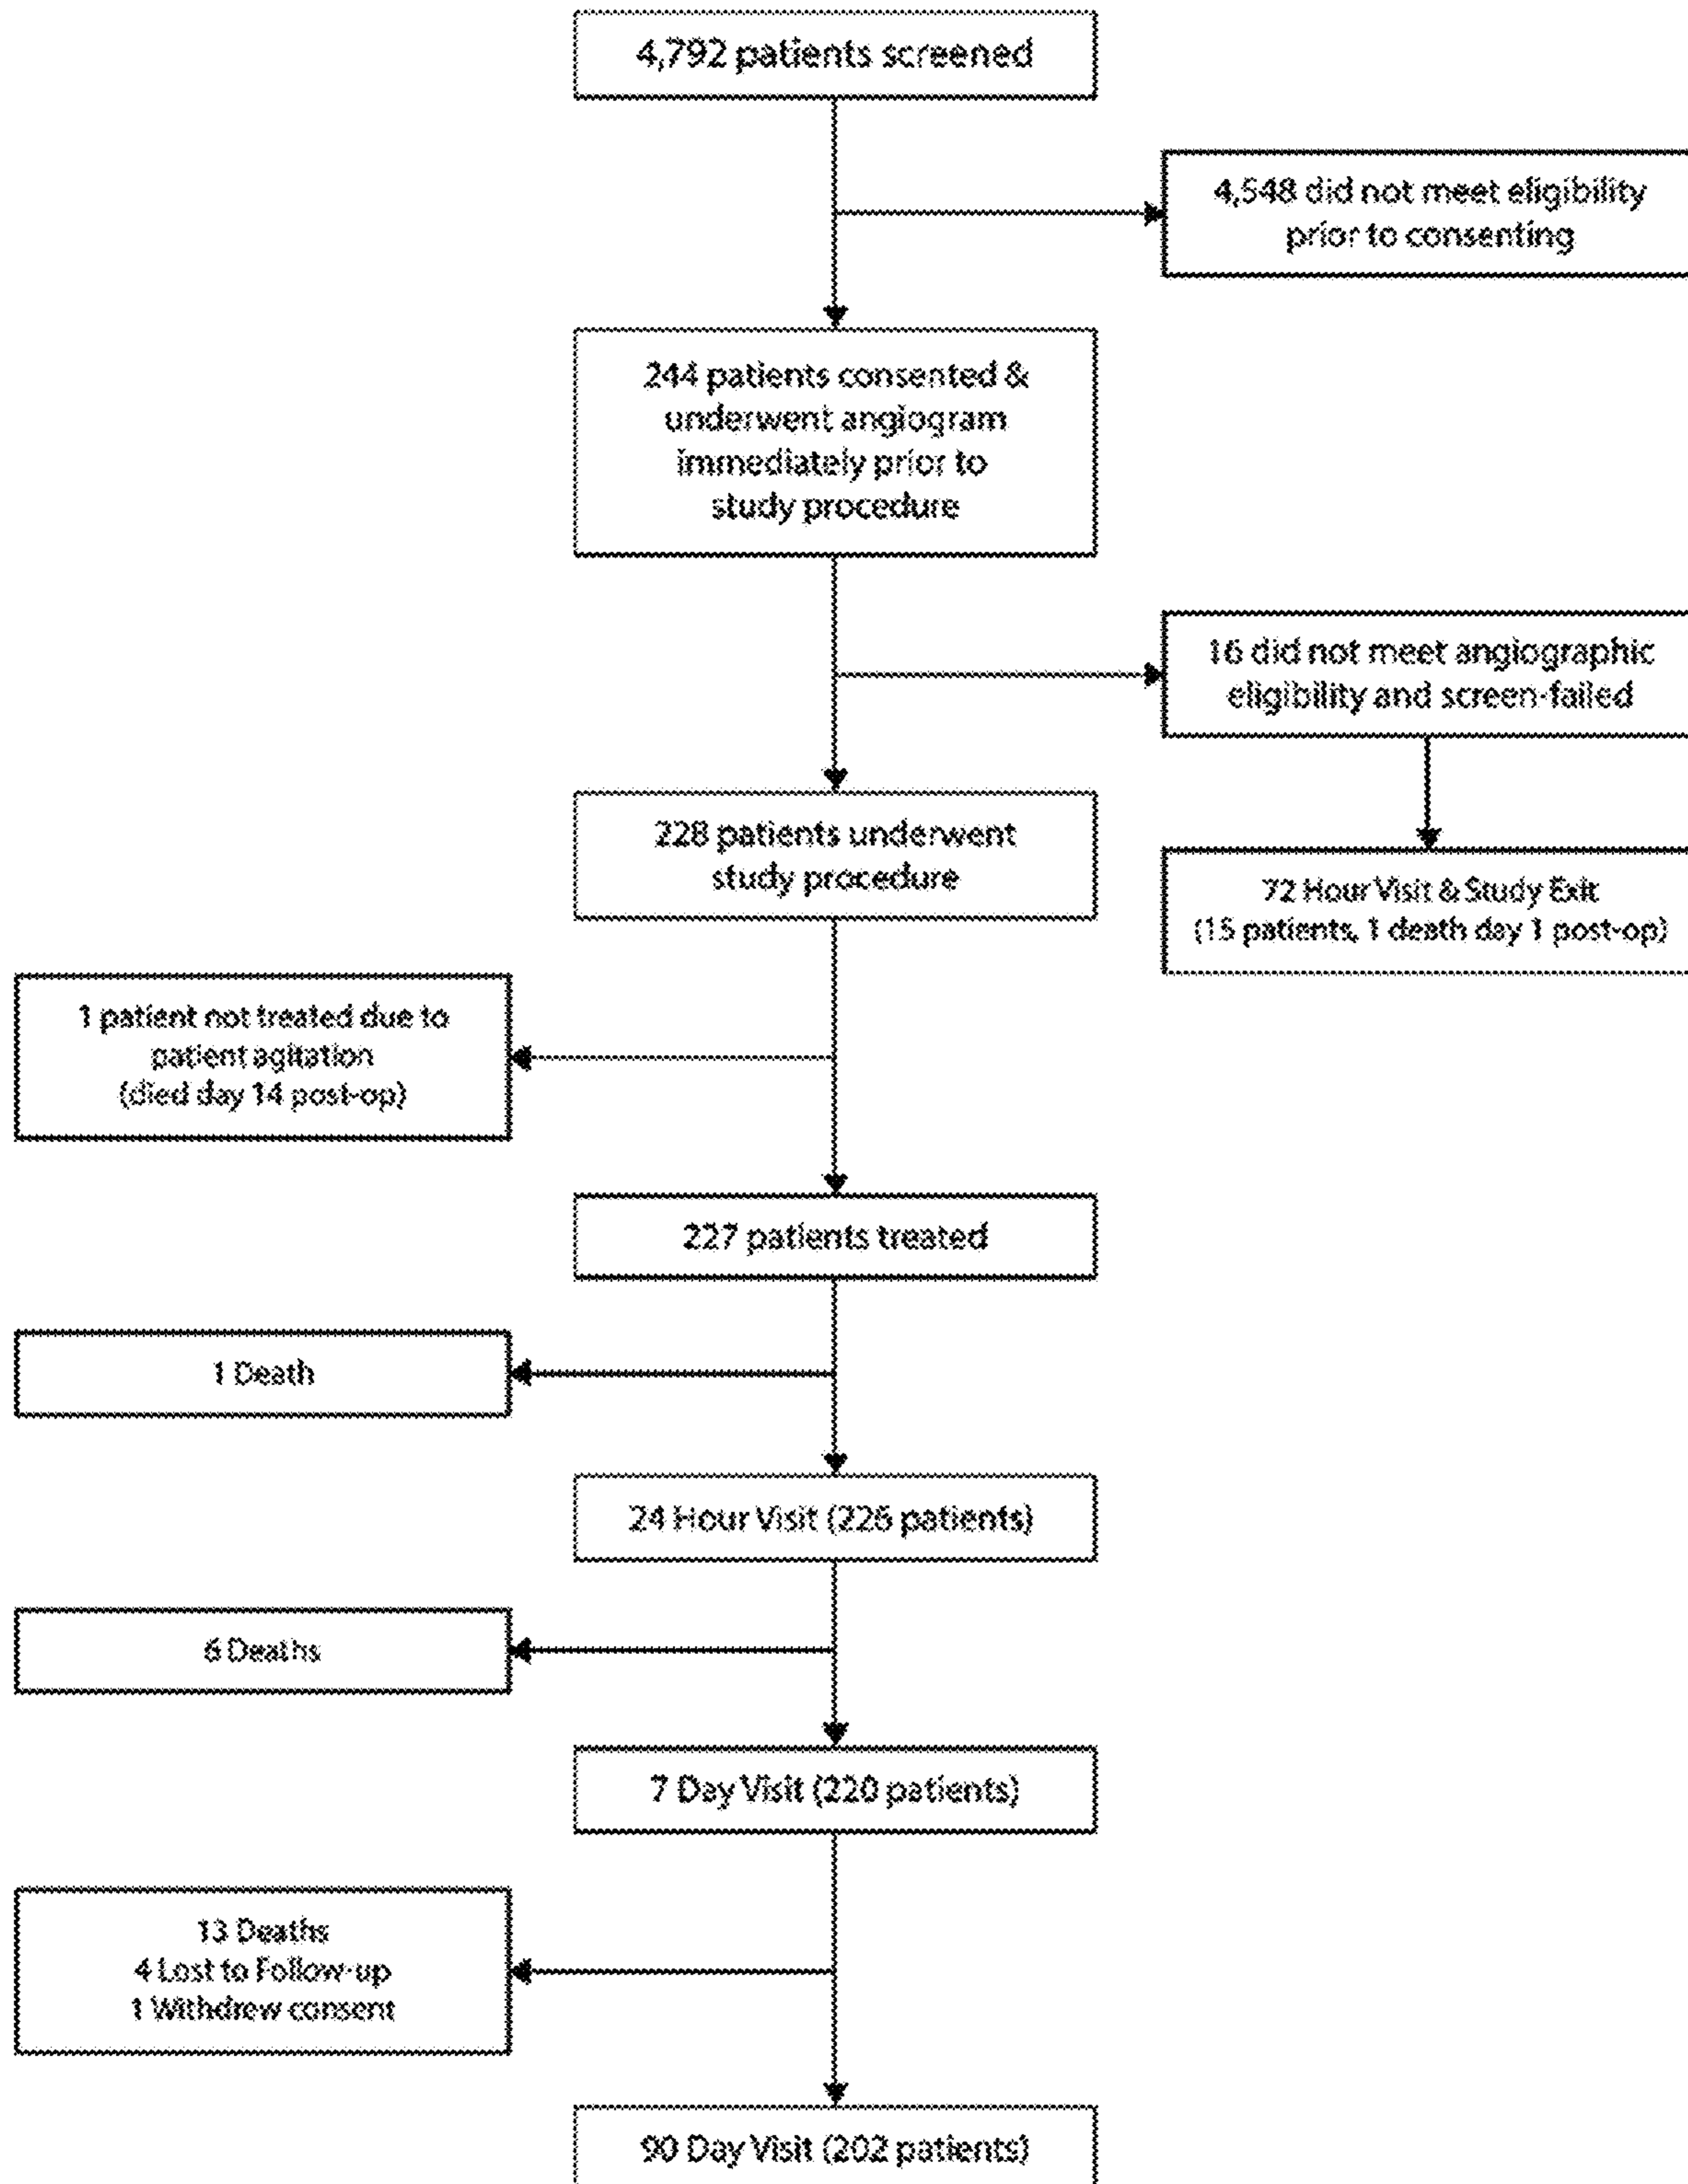 4,792 patients screened
4,548 did not meet eligibility
prior to consenting
244 patients consented &
underwent angiogram
immediately prior to
study procedure
16 did not meet angiographic
eligibility and screen-failed
228 patients underwent
study procedure
72 Hour Visit & Study Exit
(15 patients, 1 death day 1 post-op)
1 patient not treated due to
patient agitation
(died day 14 post-op)
227 patients treated
1 Death
24 Hour Visit (226 patients)
6 Deaths
7 Day Visit (220 patients)
13 Deaths
4 Lost to Follow-up
1 Withdrew consent
90 Day Visit (202 patients)